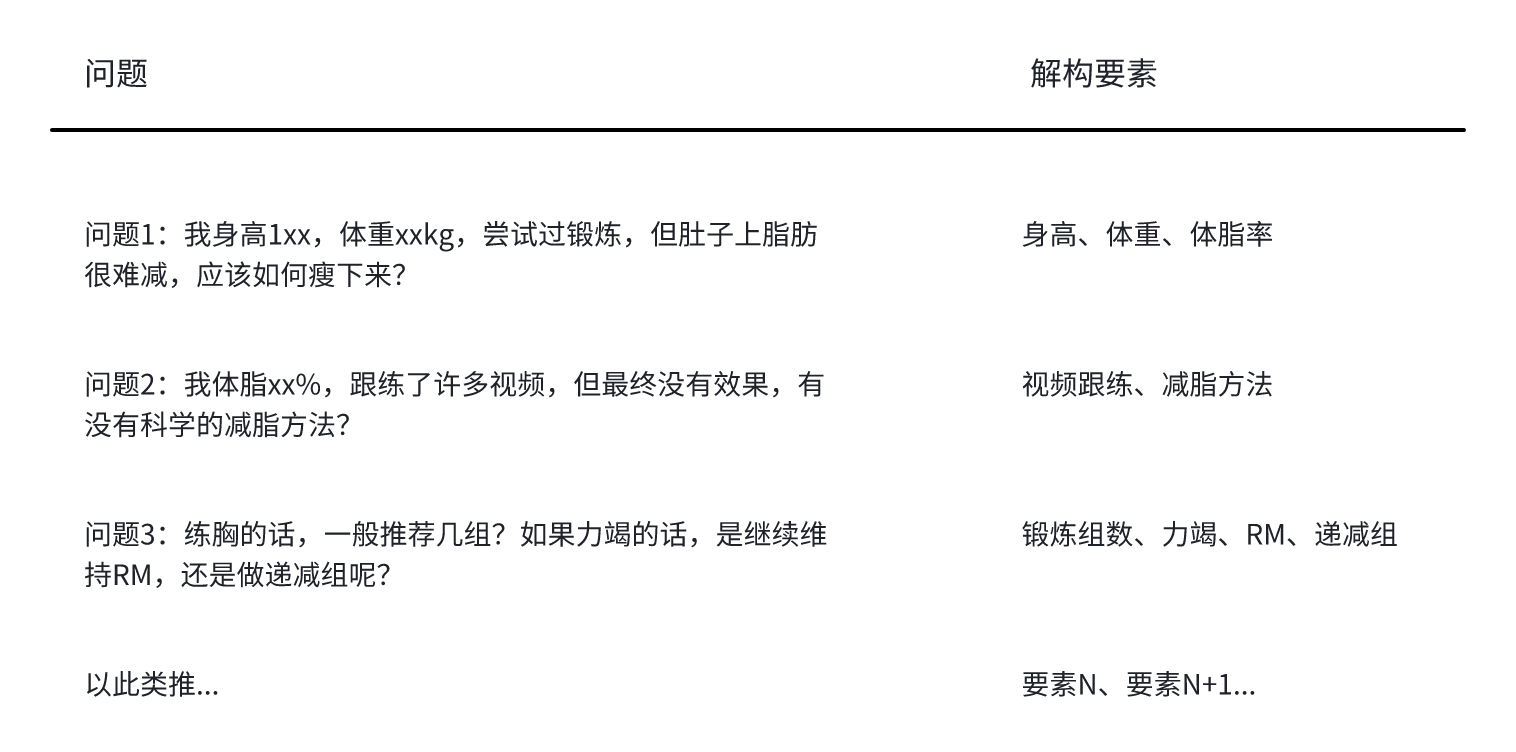 问题 解构要素
问题1：我身高1xx，体重xxkg，尝试过锻炼，但肚子上脂肪 身高、体重、体脂率
很难减，应该如何瘦下来？
问题2：我体脂xx%，跟练了许多视频，但最终没有效果，有 视频跟练、减脂方法
没有科学的减脂方法？
问题3：练胸的话，一般推荐几组？如果力竭的话，是继续维 锻炼组数、力竭、RM、递减组
持RM，还是做递减组呢？
以此类推... 要素N、要素N+1...